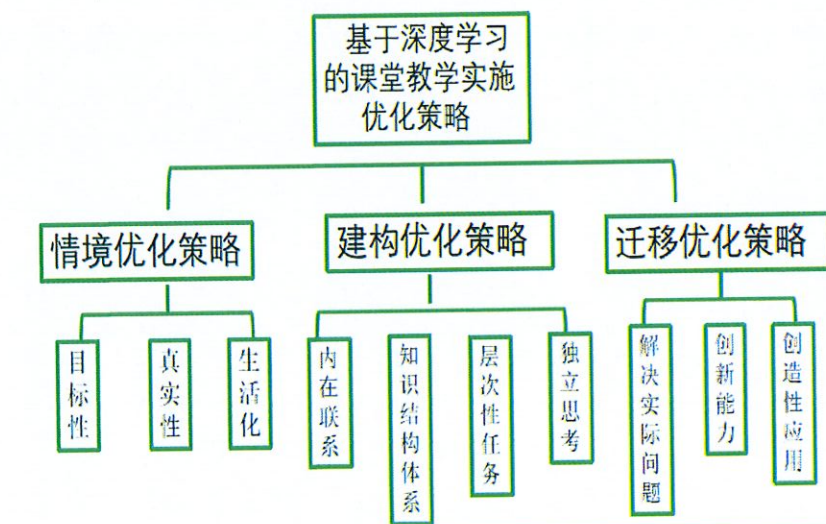 基于深度学习
的课堂教学实施
优化策略
情境优化策略
建构优化策略
迁移优化策略
目标性
真实性
生活化
内在联系
知识结构体系
层次性任务
独立思考
解决实际问题
创新能力
创造性应用